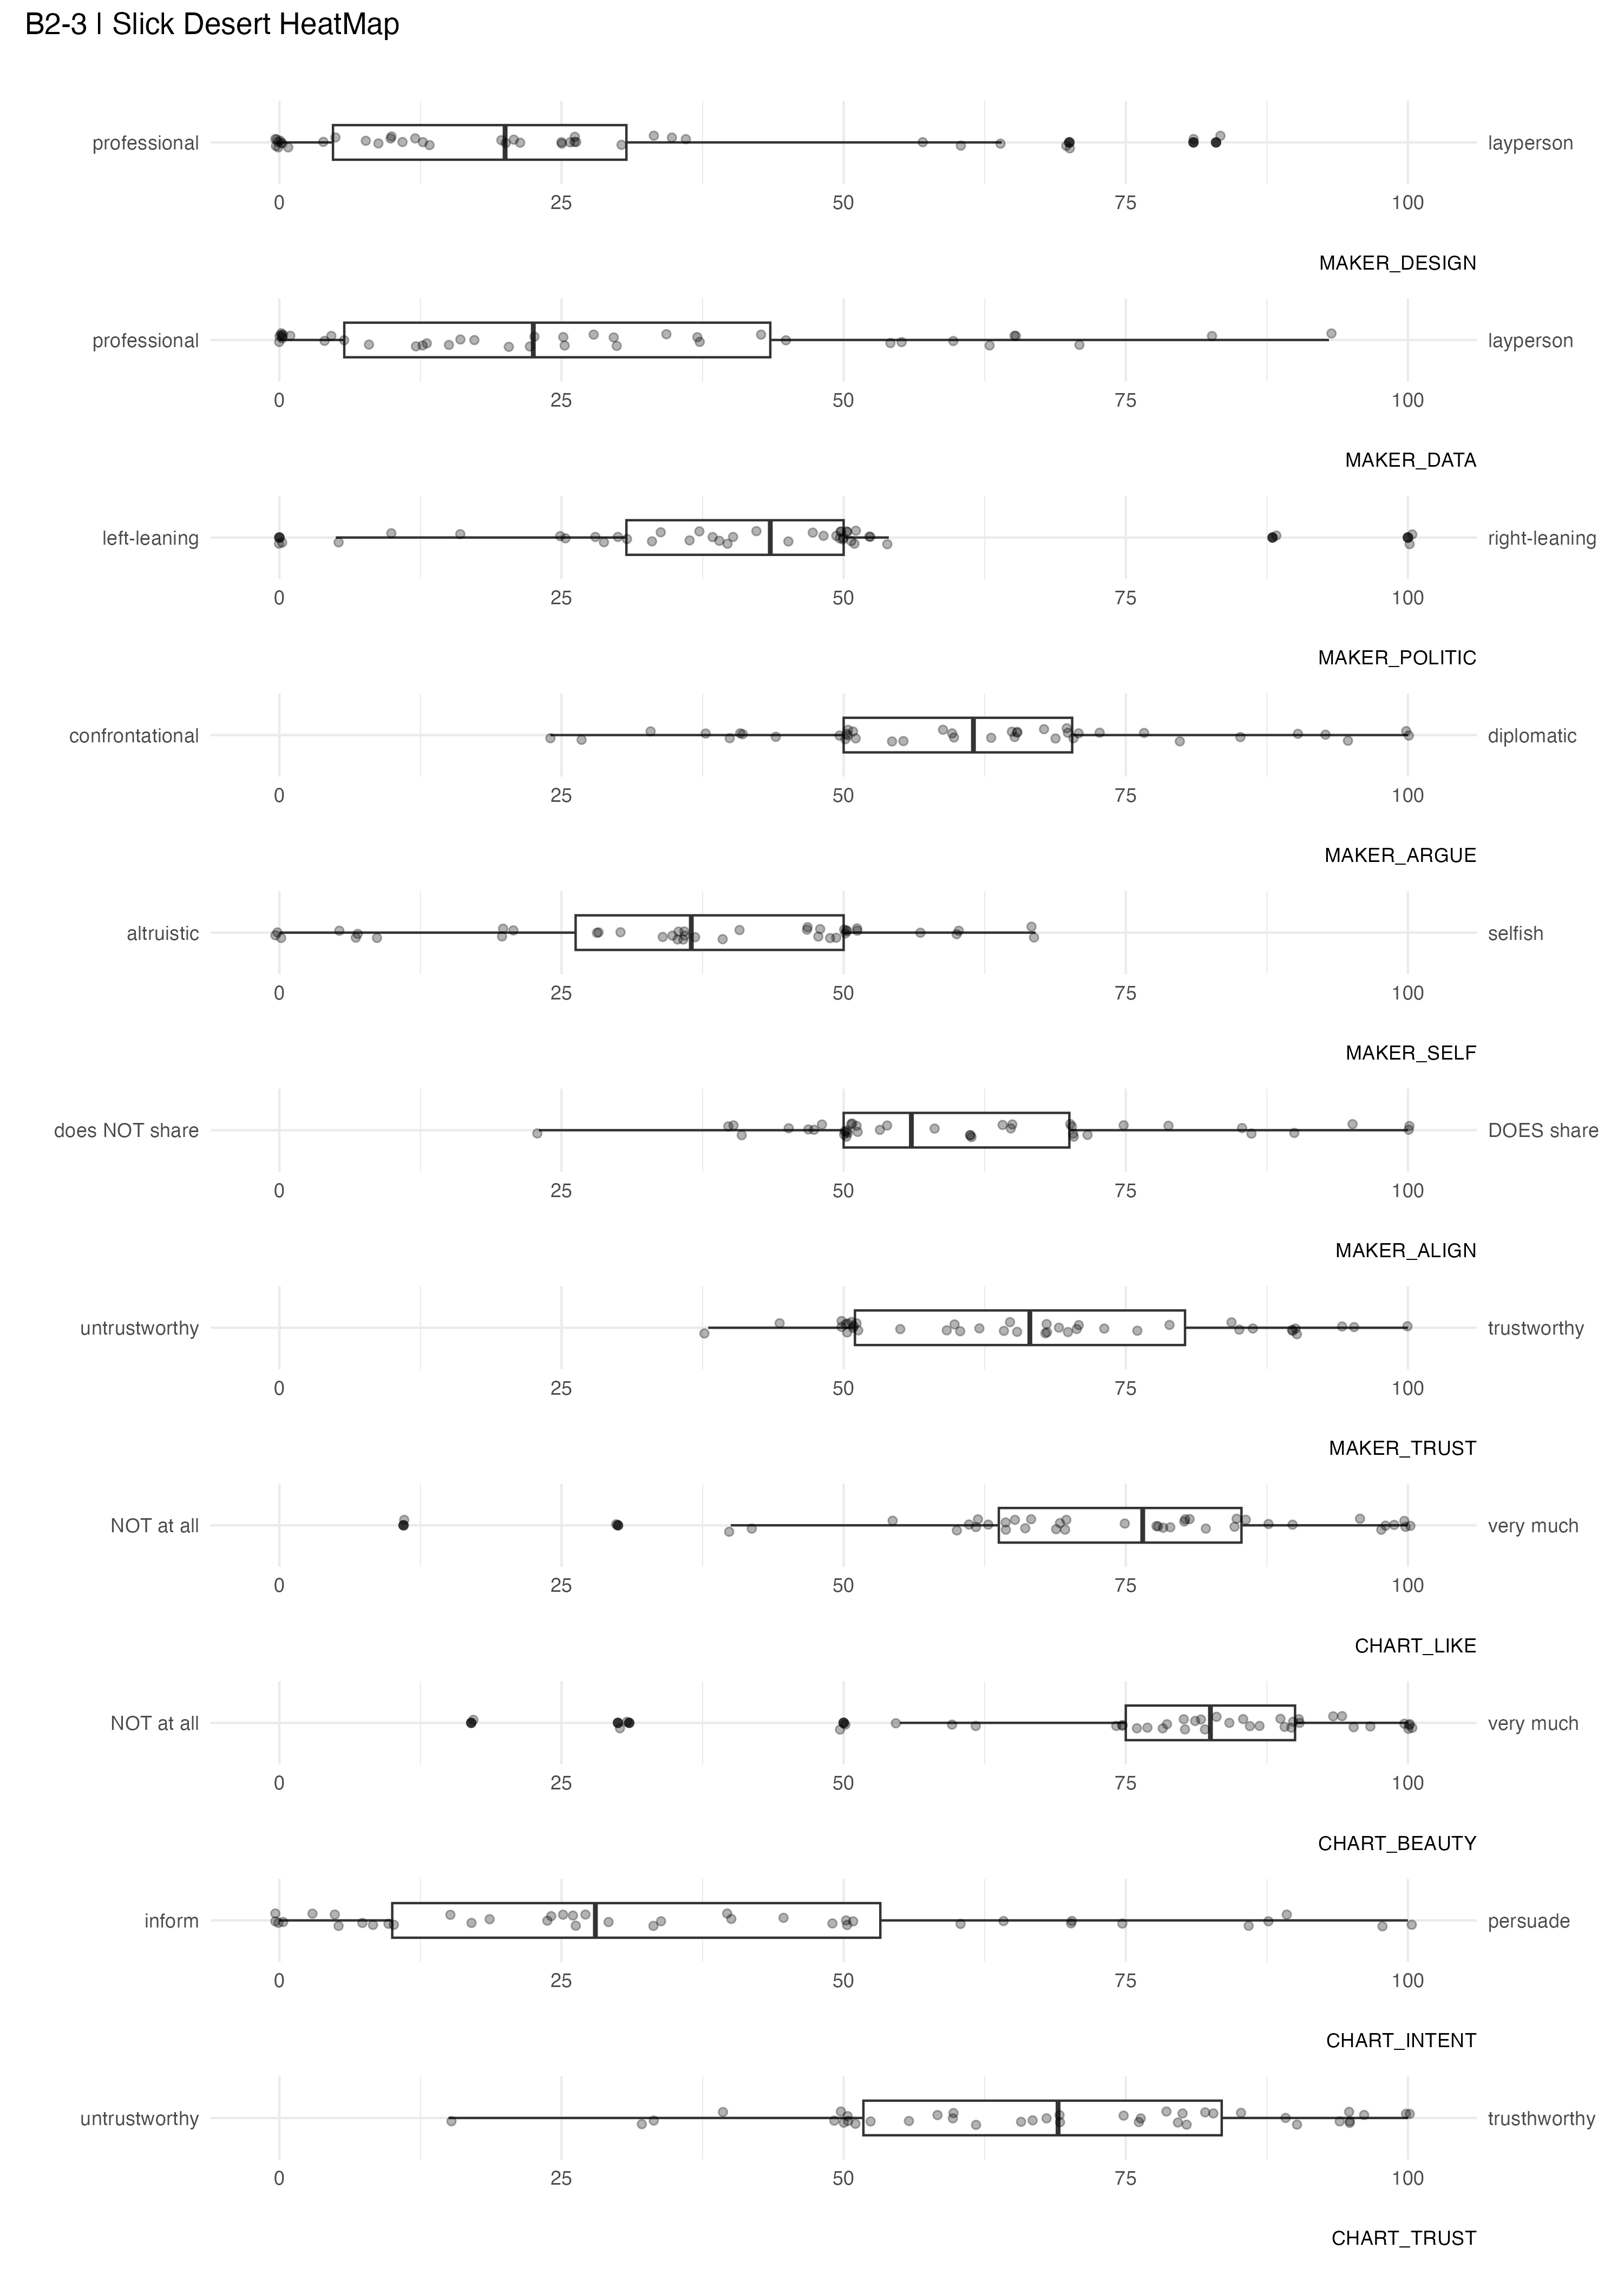 B2-3 | Slick Desert HeatMap
professional layperson
0 25 50 75 100
MAKER_DESIGN
professional layperson
0 25 50 75 100
MAKER_DATA
left-leaning right-leaning
0 25 50 75 100
MAKER_POLITIC
confrontational diplomatic
0 25 50 75 100
MAKER_ARGUE
altruistic selfish
0 25 50 75 100
MAKER_SELF
does NOT share DOES share
0 25 50 75 100
MAKER_ALIGN
untrustworthy trustworthy
0 25 50 75 100
MAKER_TRUST
NOT at all very much
0 25 50 75 100
CHART_LIKE
NOT at all very much
0 25 50 75 100
CHART_BEAUTY
inform persuade
0 25 50 75 100
CHART_INTENT
untrustworthy trusthworthy
0 25 50 75 100
CHART_TRUST